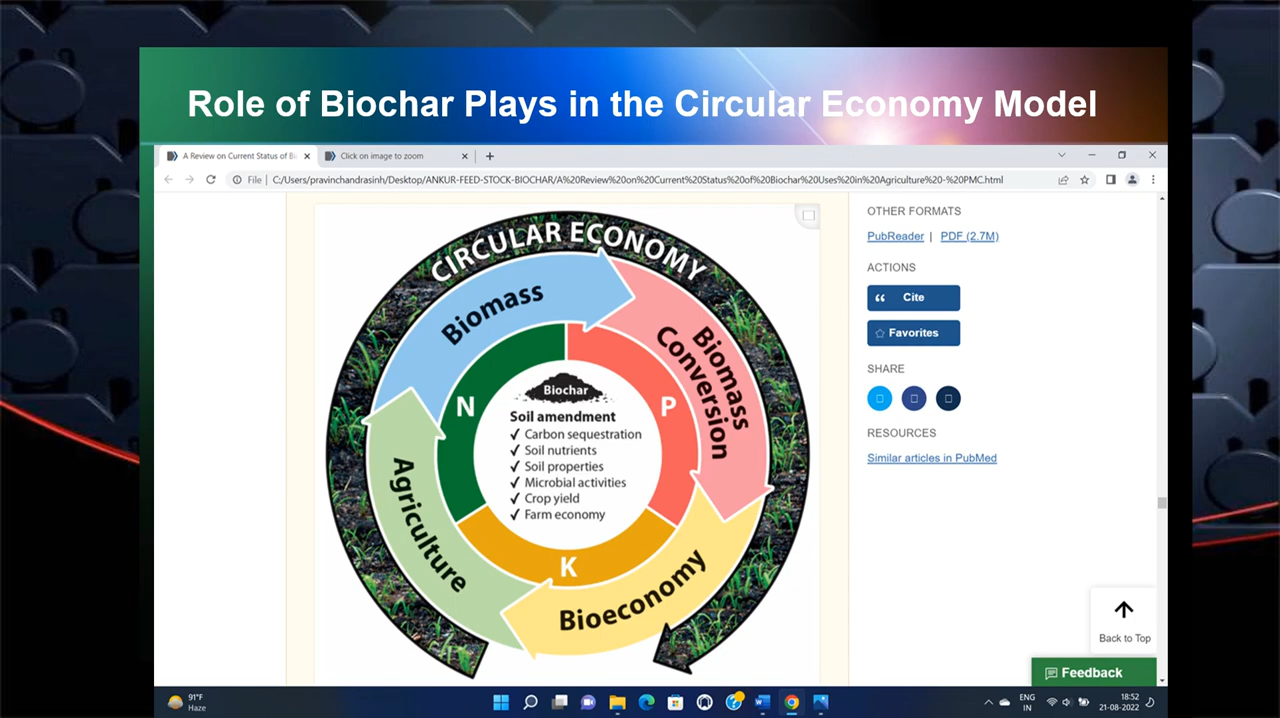 Role of Biochar Plays in the Circular Economy Model
A Review on Current Status of Bi
Click on image to zoom
File | C:/Users/pravinchandrasinh/Desktop/ANKUR-FEED-STOCK-BIOCHAR/A%20Review%20on%20Current%20Status%20of%20Biochar%20Uses%20in%20Agriculture%20-%20PMC.html
CIRCULAR ECONOMY
Biomass
Biomass
Conversion
Bioeconomy
Agriculture
N
P
K
Biochar
Soil amendment
✓ Carbon sequestration
✓ Soil nutrients
✓ Soil properties
✓ Microbial activities
✓ Crop yield
✓ Farm economy
OTHER FORMATS
PubReader | PDF (2.7M)
ACTIONS
Cite
Favorites
SHARE
RESOURCES
Similar articles in PubMed
Back to Top
Feedback
91°F
Haze
ENG
IN
18:52
21-08-2022